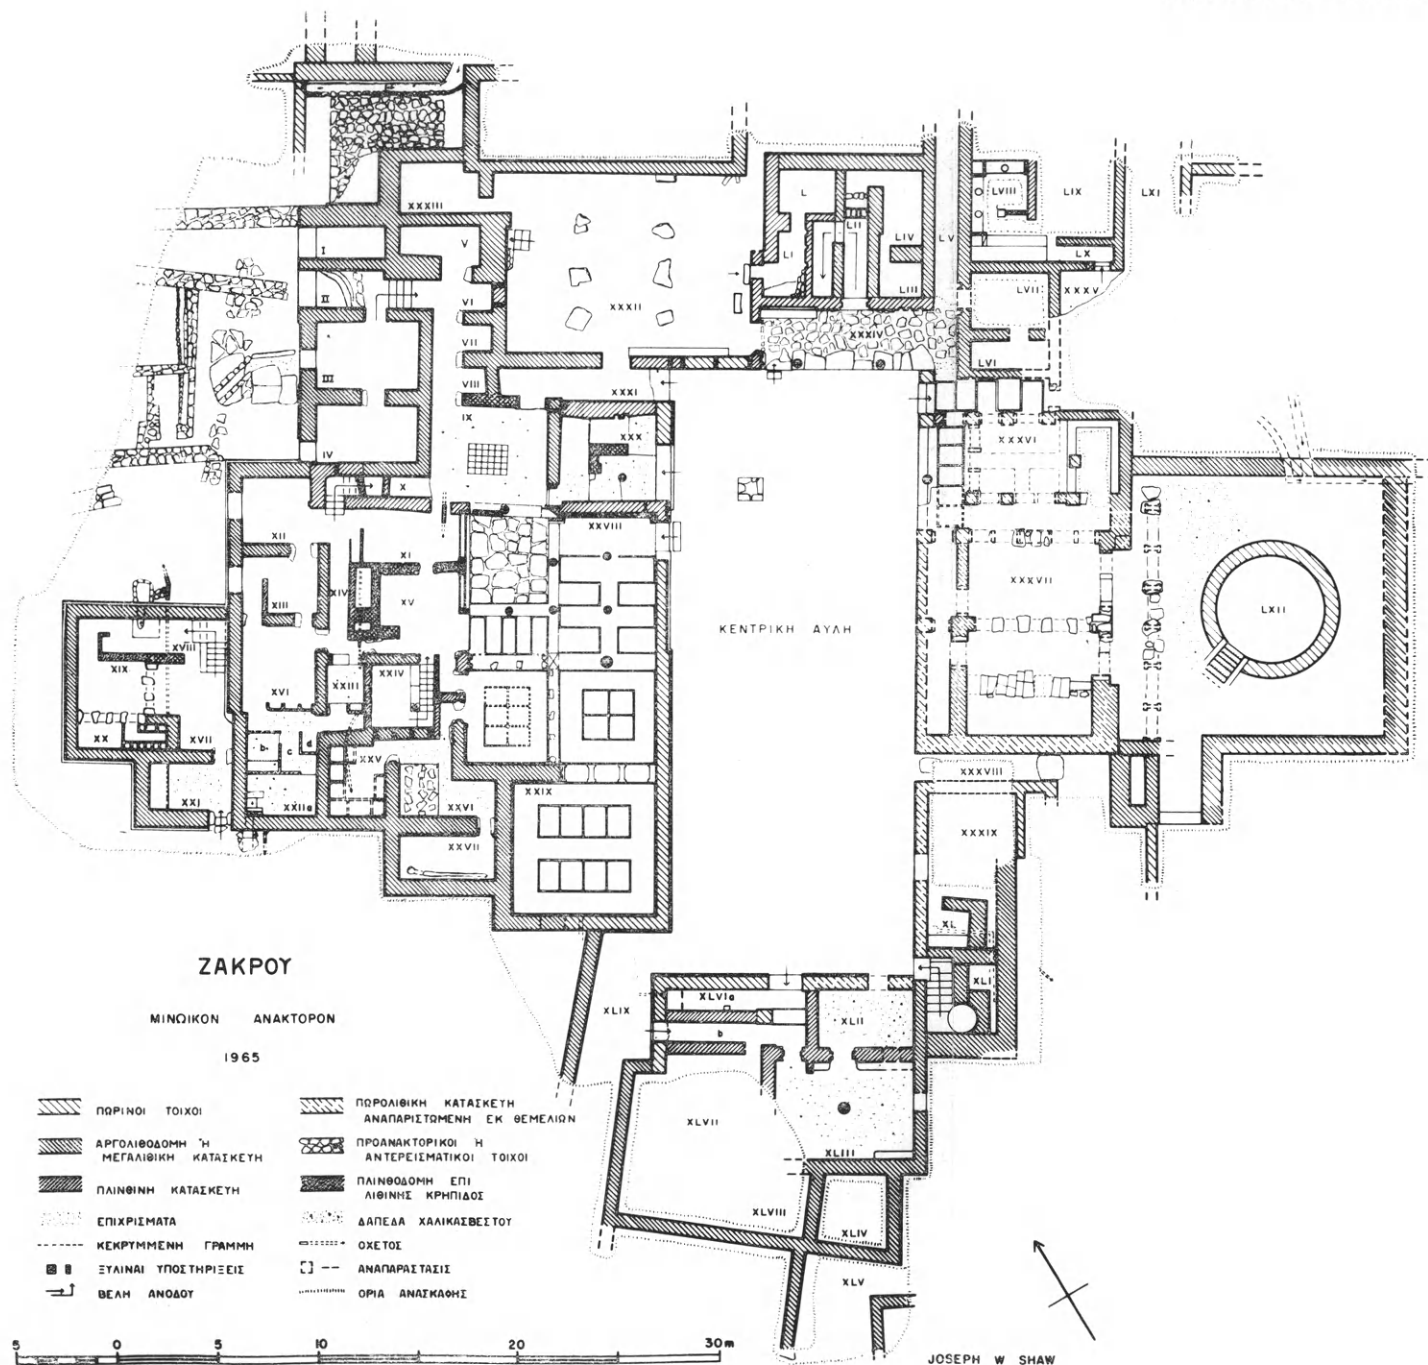 XXXIII
I
V
II
VI
XXXII
VII
III
VIII
XXXI
IX
XXX
IV
X
L
LI
LII
LIV
LIII
LV
LVIII
LIX
LXI
LX
XXXV
LVII
XXXIV
LVI
XXXVI
XXVIII
XII
XI
XIII
XIV
XV
XXXVII
LXII
ΚΕΝΤΡΙΚΗ ΑΥΛΗ
XVIII
XIX
XVI
XXIII
XXIV
XX
XVII
b
c
d
XXV
XXI
XXIIa
XXVI
XXVII
XXIX
XXXVIII
XXXIX
XL
XLI
XLIX
XLVIa
b
XLII
XLVII
XLIII
XLVIII
XLIV
XLV
ΖΑΚΡΟΥ
ΜΙΝΩΙΚΟΝ ΑΝΑΚΤΟΡΟΝ
1965
ΠΩΡΙΝΟΙ ΤΟΙΧΟΙ
ΑΡΓΟΛΙΘΟΔΟΜΗ Ή
ΜΕΓΑΛΙΘΙΚΗ ΚΑΤΑΣΚΕΥΗ
ΠΛΙΝΘΙΝΗ ΚΑΤΑΣΚΕΥΗ
ΕΠΙΧΡΙΣΜΑΤΑ
ΚΕΚΡΥΜΜΕΝΗ ΓΡΑΜΜΗ
ΞΥΛΙΝΑΙ ΥΠΟΣΤΗΡΙΞΕΙΣ
ΒΕΛΗ ΑΝΟΔΟΥ
ΠΩΡΟΛΙΘΙΚΗ ΚΑΤΑΣΚΕΥΗ
ΑΝΑΠΑΡΙΣΤΩΜΕΝΗ ΕΚ ΘΕΜΕΛΙΩΝ
ΠΡΟΑΝΑΚΤΟΡΙΚΟΙ Η
ΑΝΤΕΡΕΙΣΜΑΤΙΚΟΙ ΤΟΙΧΟΙ
ΠΛΙΝΘΟΔΟΜΗ ΕΠΙ
ΛΙΘΙΝΗΣ ΚΡΗΠΙΔΟΣ
ΔΑΠΕΔΑ ΧΑΛΙΚΑΣΒΕΣΤΟΥ
ΟΧΕΤΟΣ
ΑΝΑΠΑΡΑΣΤΑΣΙΣ
ΟΡΙΑ ΑΝΑΣΚΑΦΗΣ
5 0 5 10 20 30m
JOSEPH W SHAW